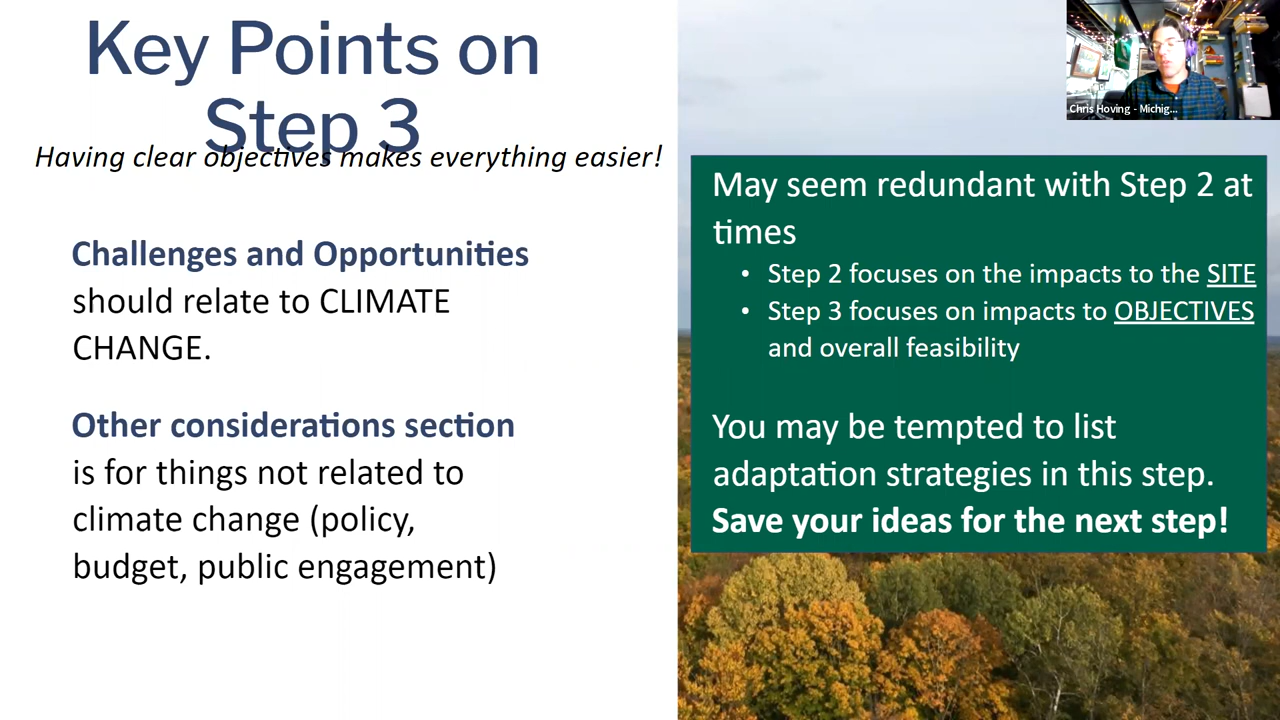 Key Points on
Step 3
Having clear objectives makes everything easier!
Challenges and Opportunities
should relate to CLIMATE
CHANGE.
Other considerations section
is for things not related to
climate change (policy,
budget, public engagement)
Chris Hoving - Michig...
May seem redundant with Step 2 at
times
• Step 2 focuses on the impacts to the SITE
• Step 3 focuses on impacts to OBJECTIVES
and overall feasibility
You may be tempted to list
adaptation strategies in this step.
Save your ideas for the next step!